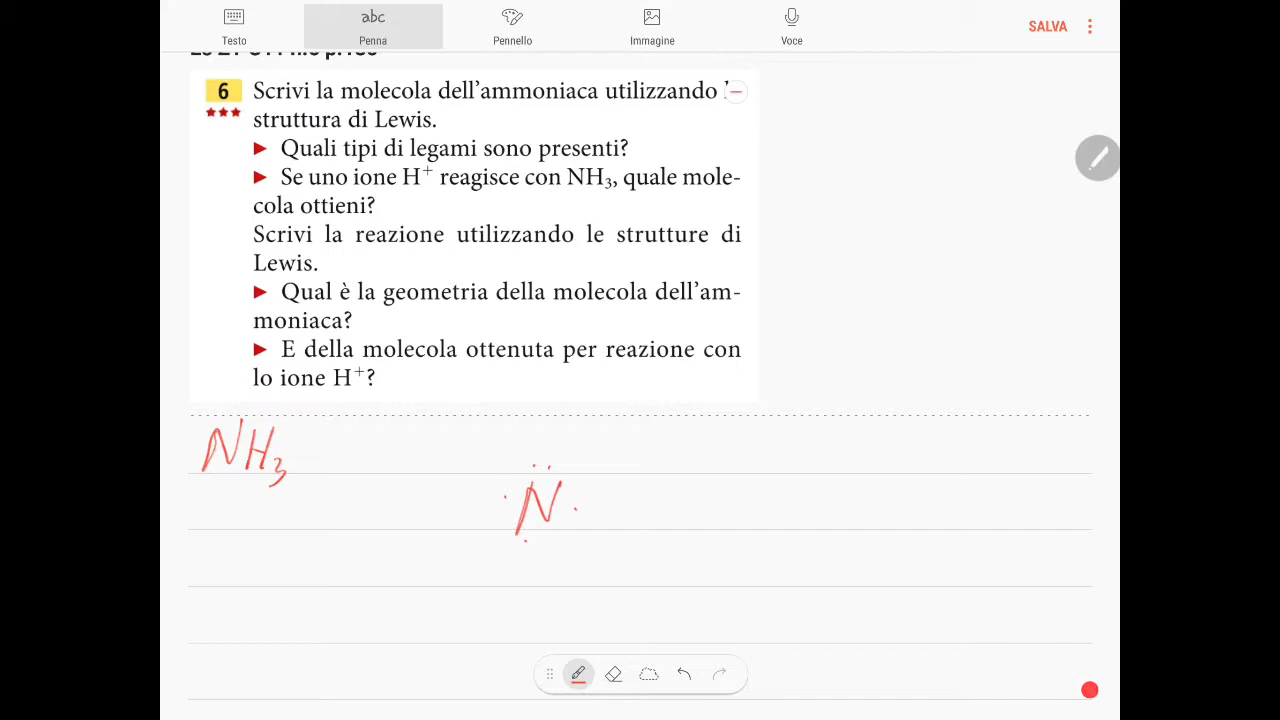 Testo
abc
Penna
Pennello
Immagine
Voce
SALVA
6 Scrivi la molecola dell'ammoniaca utilizzando
struttura di Lewis.
► Quali tipi di legami sono presenti?
► Se uno ione H⁺ reagisce con NH₃, quale mole-
cola ottieni?
Scrivi la reazione utilizzando le strutture di
Lewis.
► Qual è la geometria della molecola dell'am-
moniaca?
► E della molecola ottenuta per reazione con
lo ione H⁺?
NH₃
N